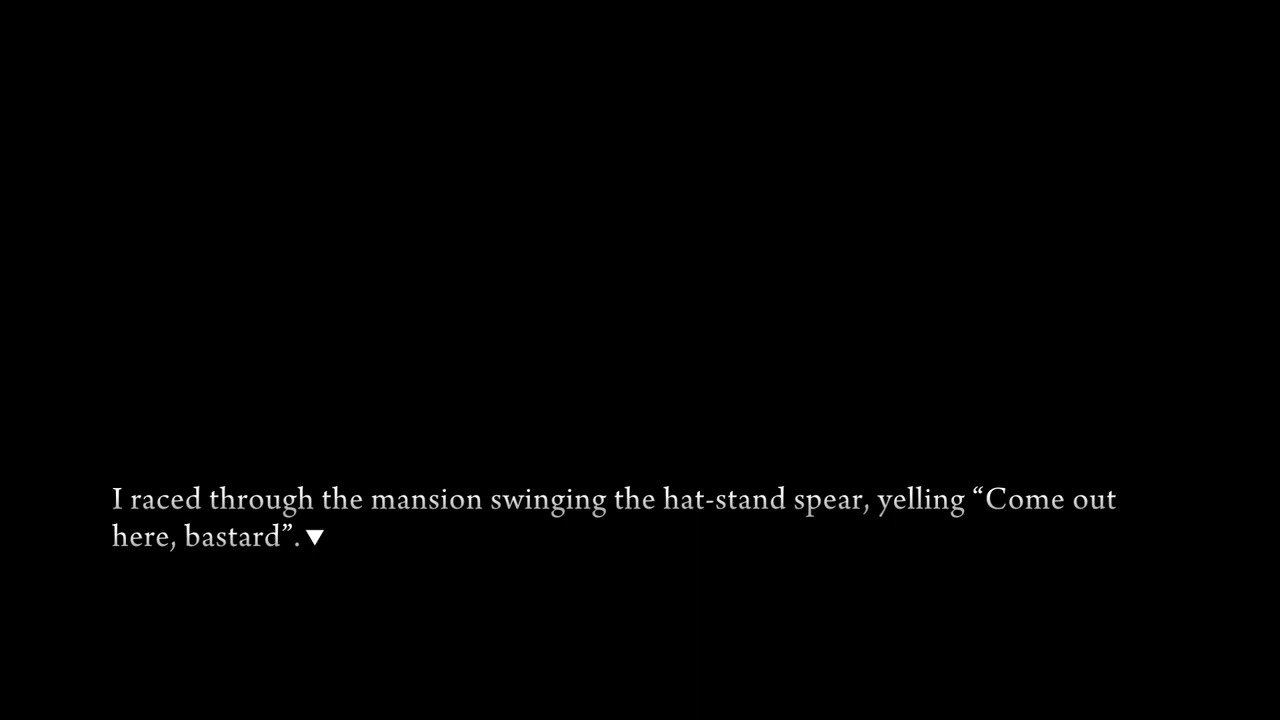 I raced through the mansion swinging the hat-stand spear, yelling “Come out
here, bastard”.